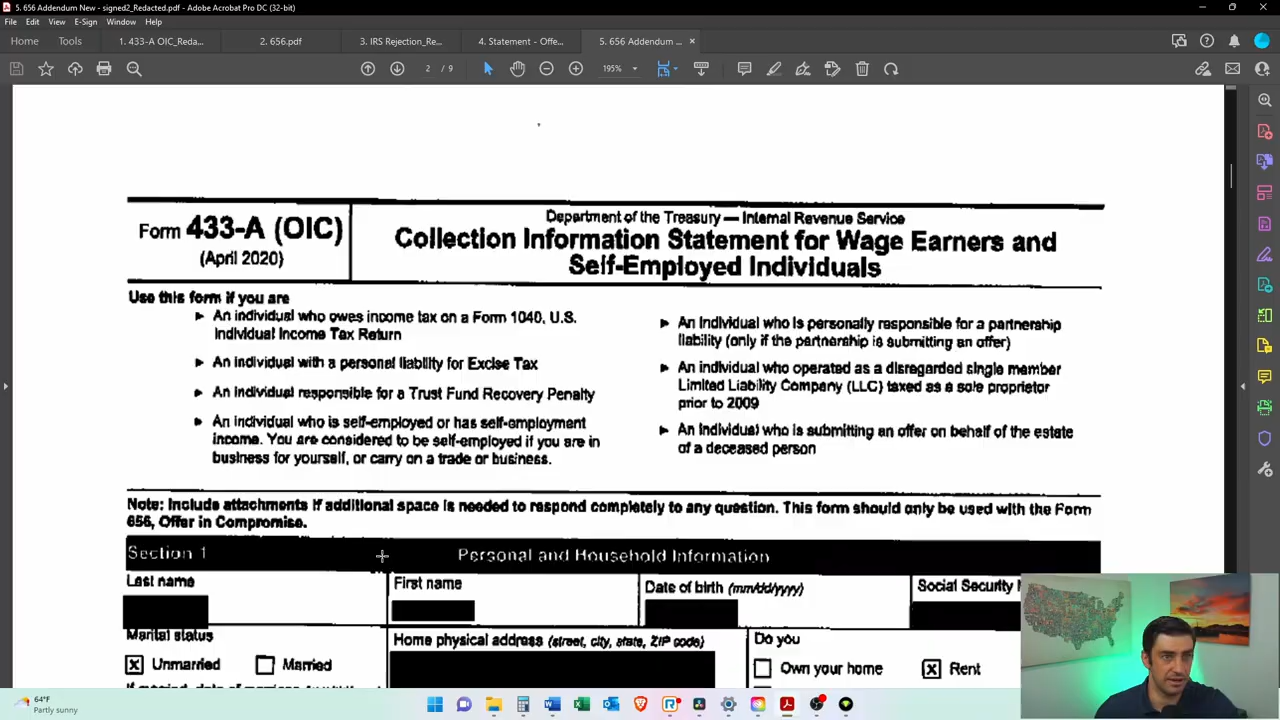 5. 656 Addendum New - signed2_Redacted.pdf - Adobe Acrobat Pro DC (32-bit)
File Edit View E-Sign Window Help
Home Tools 1. 433-A OIC_Reda... 2. 656.pdf 3. IRS Rejection_Re... 4. Statement - Offe... 5. 656 Addendum ... ×
2 / 9 195%
Form 433-A (OIC)
(April 2020)
Department of the Treasury — Internal Revenue Service
Collection Information Statement for Wage Earners and
Self-Employed Individuals
Use this form if you are
An individual who owes income tax on a Form 1040, U.S.
Individual Income Tax Return
An individual with a personal liability for Excise Tax
An individual responsible for a Trust Fund Recovery Penalty
An individual who is self-employed or has self-employment
income. You are considered to be self-employed if you are in
business for yourself, or carry on a trade or business.
An individual who is personally responsible for a partnership
liability (only if the partnership is submitting an offer)
An individual who operated as a disregarded single member
Limited Liability Company (LLC) taxed as a sole proprietor
prior to 2009
An individual who is submitting an offer on behalf of the estate
of a deceased person
Note: Include attachments if additional space is needed to respond completely to any question. This form should only be used with the Form
656, Offer in Compromise.
Section 1 Personal and Household Information
Last name First name Date of birth (mm/dd/yyyy) Social Security
Marital status Home physical address (street, city, state, ZIP code) Do you
x Unmarried Married Own your home x Rent
64°F
Partly sunny